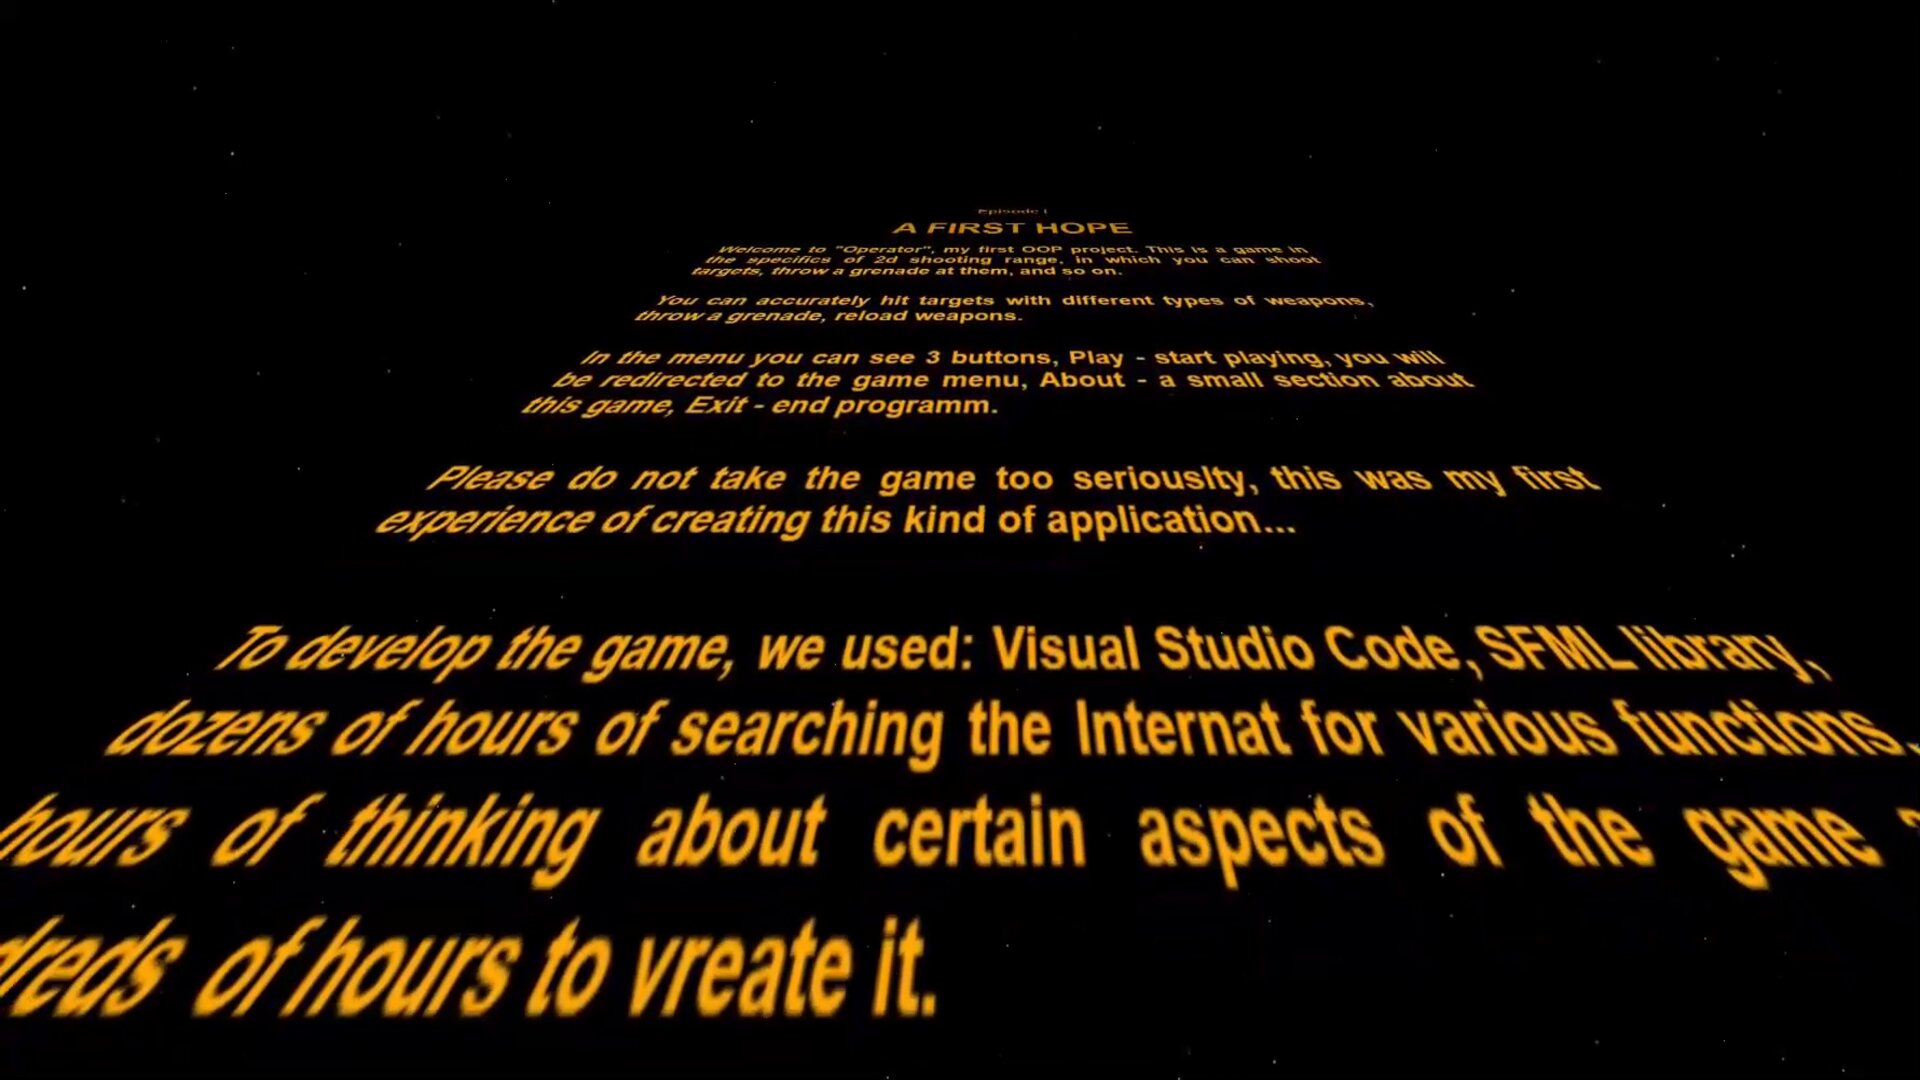 Episode I
A FIRST HOPE
Welcome to "Operator", my first OOP project. This is a game in
the specifics of 2d shooting range, in which you can shoot
targets, throw a grenade at them, and so on.
You can accurately hit targets with different types of weapons,
throw a grenade, reload weapons.
In the menu you can see 3 buttons, Play - start playing, you will
be redirected to the game menu, About - a small section about
this game, Exit - end programm.
Please do not take the game too seriouslty, this was my first
experience of creating this kind of application...
To develop the game, we used: Visual Studio Code, SFML library,
dozens of hours of searching the Internat for various functions,
hours of thinking about certain aspects of the game
dreds of hours to vreate it.